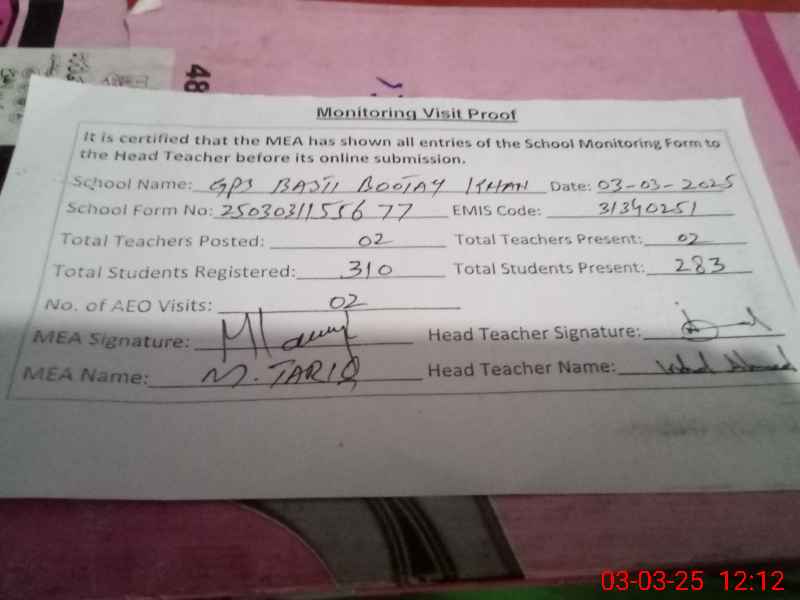 48
Monitoring Visit Proof
It is certified that the MEA has shown all entries of the School Monitoring Form to
the Head Teacher before its online submission.
School Name: GPS BASTI BOOTAY KHAN Date: 03-03-2025
School Form No: 2503031155677 EMIS Code: 31340251
Total Teachers Posted: 02 Total Teachers Present: 02
Total Students Registered: 310 Total Students Present: 283
No. of AEO Visits: 02
MEA Signature: Head Teacher Signature:
MEA Name: M. TARIQ Head Teacher Name:
03-03-25 12:12